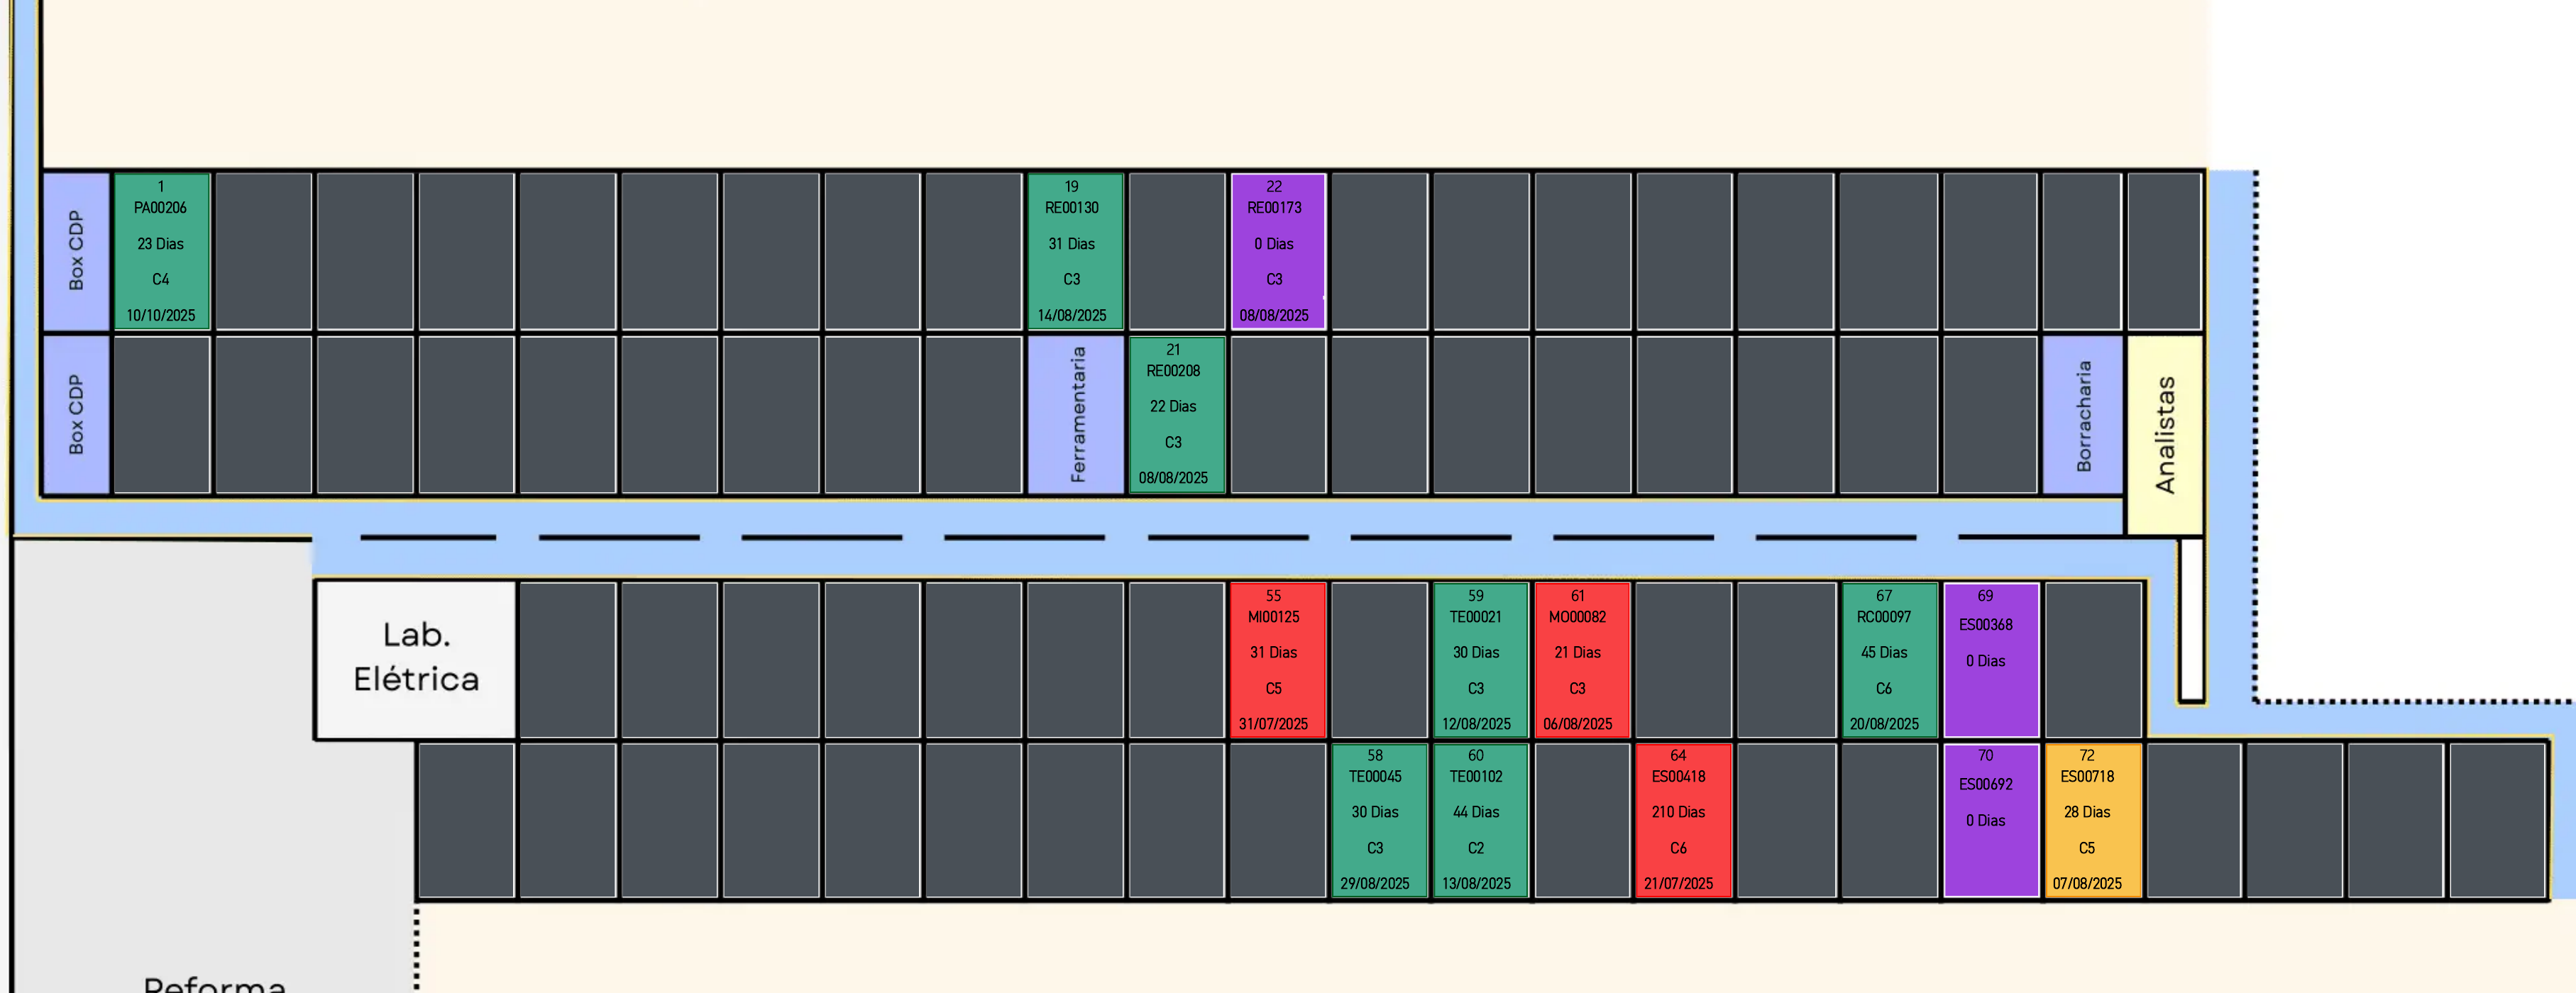 Box CDP
1
PA00206
23 Dias
C4
10/10/2025
19
RE00130
31 Dias
C3
14/08/2025
22
RE00173
0 Dias
C3
08/08/2025
Box CDP
Ferramentaria
21
RE00208
22 Dias
C3
08/08/2025
Borracharia
Analistas
Lab.
Elétrica
55
MI00125
31 Dias
C5
31/07/2025
59
TE00021
30 Dias
C3
12/08/2025
61
MO00082
21 Dias
C3
06/08/2025
67
RC00097
45 Dias
C6
20/08/2025
69
ES00368
0 Dias
58
TE00045
30 Dias
C3
29/08/2025
60
TE00102
44 Dias
C2
13/08/2025
64
ES00418
210 Dias
C6
21/07/2025
70
ES00692
0 Dias
72
ES00718
28 Dias
C5
07/08/2025
Reforma